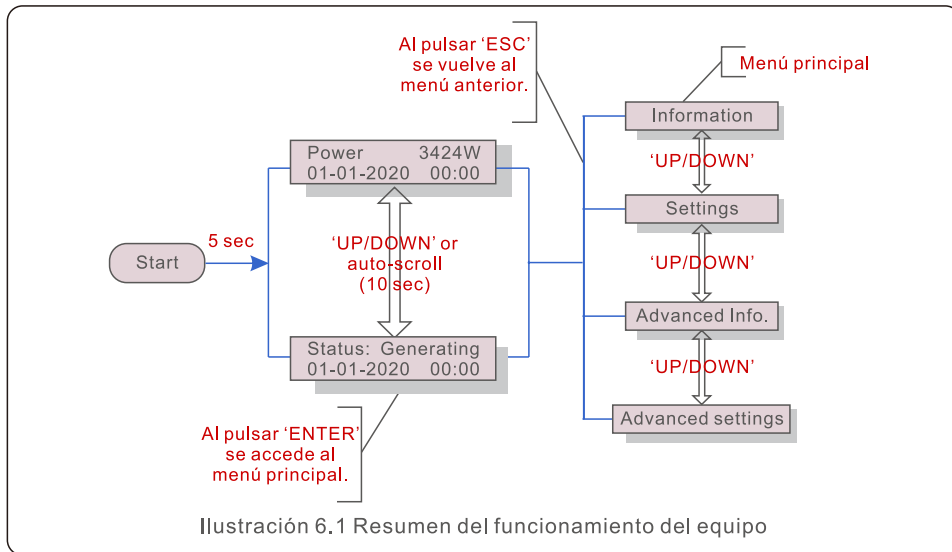 Al pulsar ‘ESC’
se vuelve al
menú anterior.
Menú principal
Information
Power 3424W
01-01-2020 00:00
‘UP/DOWN’
Settings
5 sec
Start
‘UP/DOWN’ or
auto-scroll
(10 sec)
‘UP/DOWN’
Advanced Info.
Status: Generating
01-01-2020 00:00
‘UP/DOWN’
Advanced settings
Al pulsar ‘ENTER’
se accede al
menú principal.
Ilustración 6.1 Resumen del funcionamiento del equipo